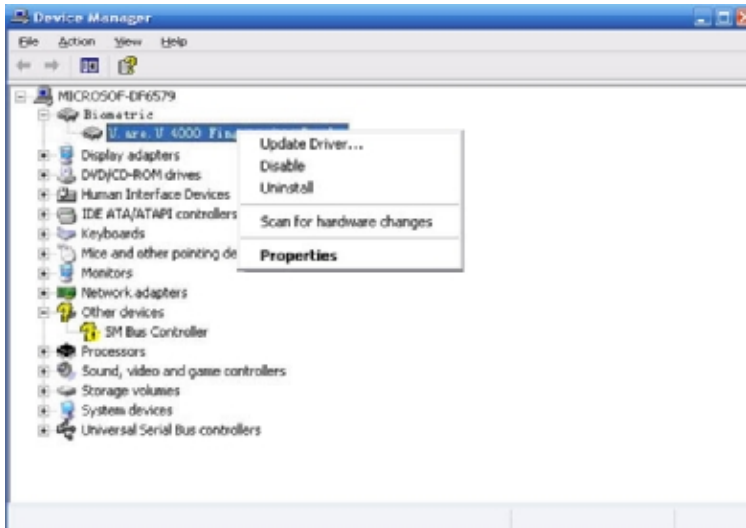 Device Manager
File Action View Help
MICROSOF-DF6579
Biometric
U.are.U 4000
Update Driver...
Disable
Uninstall
Scan for hardware changes
Properties
Display adapters
DVD/CD-ROM drives
Human Interface Devices
IDE ATA/ATAPI controllers
Keyboards
Mice and other pointing de
Monitors
Network adapters
Other devices
SM Bus Controller
Processors
Sound, video and game controllers
Storage volumes
System devices
Universal Serial Bus controllers